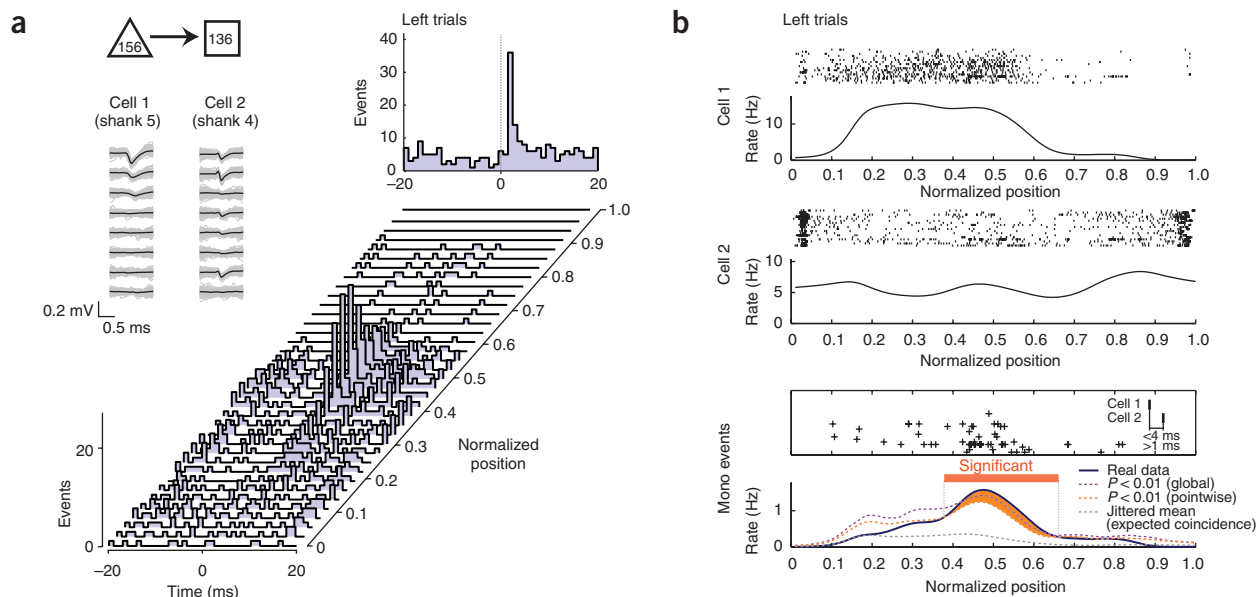 a
156
136
Cell 1
(shank 5)
Cell 2
(shank 4)
0.2 mV
0.5 ms
Left trials
40
30
20
10
0
Events
–20
0
20
1.0
0.9
0.8
0.7
0.6
0.5
0.4
0.3
0.2
0.1
0
Normalized
position
20
10
0
Events
–20
0
20
Time (ms)
b
Left trials
Cell 1
Rate (Hz)
10
0
0 0.1 0.2 0.3 0.4 0.5 0.6 0.7 0.8 0.9 1.0
Normalized position
Cell 2
Rate (Hz)
10
5
0
0 0.1 0.2 0.3 0.4 0.5 0.6 0.7 0.8 0.9 1.0
Normalized position
Mono events
Cell 1
Cell 2
<4 ms
>1 ms
Significant
Real data
P < 0.01 (global)
P < 0.01 (pointwise)
Jittered mean
(expected coincidence)
Rate (Hz)
1
0
0 0.1 0.2 0.3 0.4 0.5 0.6 0.7 0.8 0.9 1.0
Normalized position